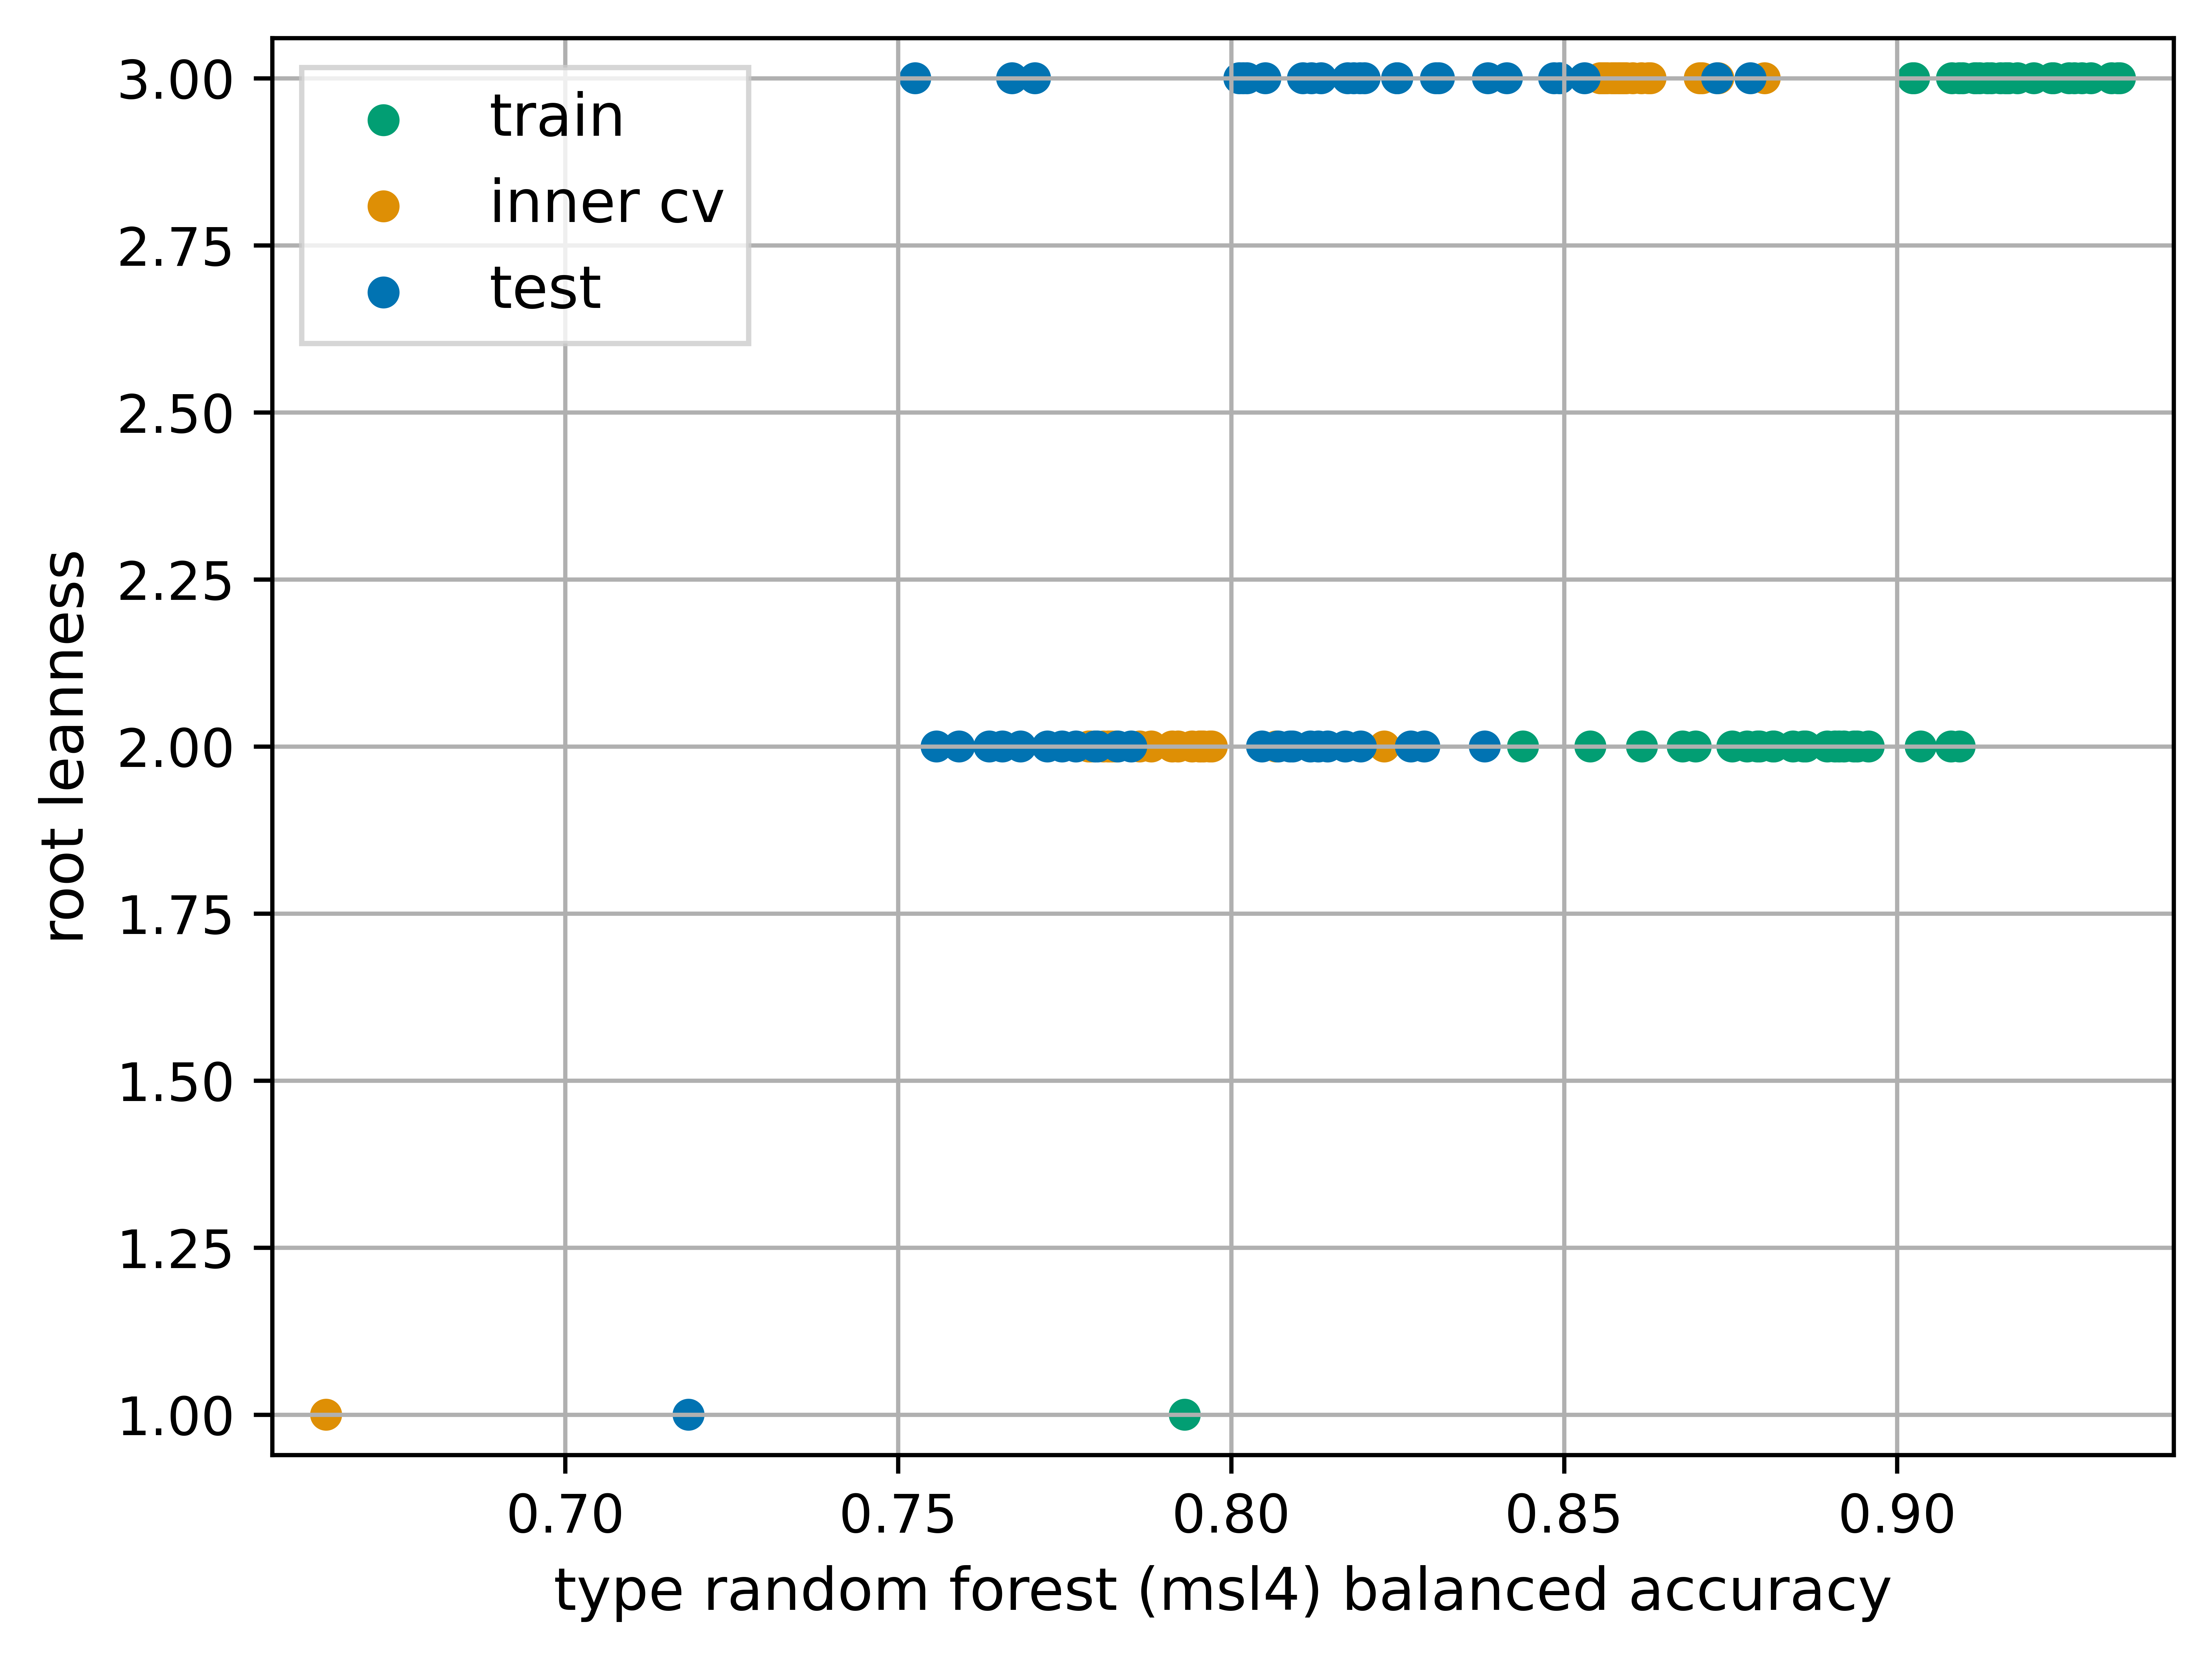 train
inner cv
test
3.00
2.75
2.50
2.25
2.00
1.75
1.50
1.25
1.00
root leanness
0.70 0.75 0.80 0.85 0.90
type random forest (msl4) balanced accuracy